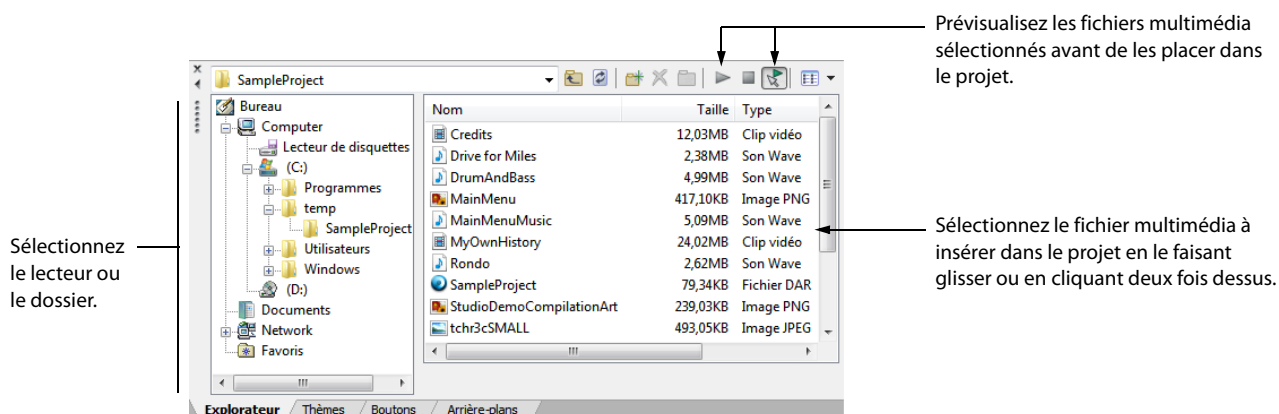 Prévisualisez les fichiers multimédia
sélectionnés avant de les placer dans
le projet.
SampleProject
Bureau
Computer
Lecteur de disquettes
(C:)
Programmes
temp
SampleProject
Utilisateurs
Windows
(D:)
Documents
Network
Favoris
Nom Taille Type
Credits 12,03MB Clip vidéo
Drive for Miles 2,38MB Son Wave
DrumAndBass 4,99MB Son Wave
MainMenu 417,10KB Image PNG
MainMenuMusic 5,09MB Son Wave
MyOwnHistory 24,02MB Clip vidéo
Rondo 2,62MB Son Wave
SampleProject 79,34KB Fichier DAR
StudioDemoCompilationArt 239,03KB Image PNG
tchr3cSMALL 493,05KB Image JPEG
Sélectionnez
le lecteur ou
le dossier.
Sélectionnez le fichier multimédia à
insérer dans le projet en le faisant
glisser ou en cliquant deux fois dessus.
Explorateur Thèmes Boutons Arrière-plans